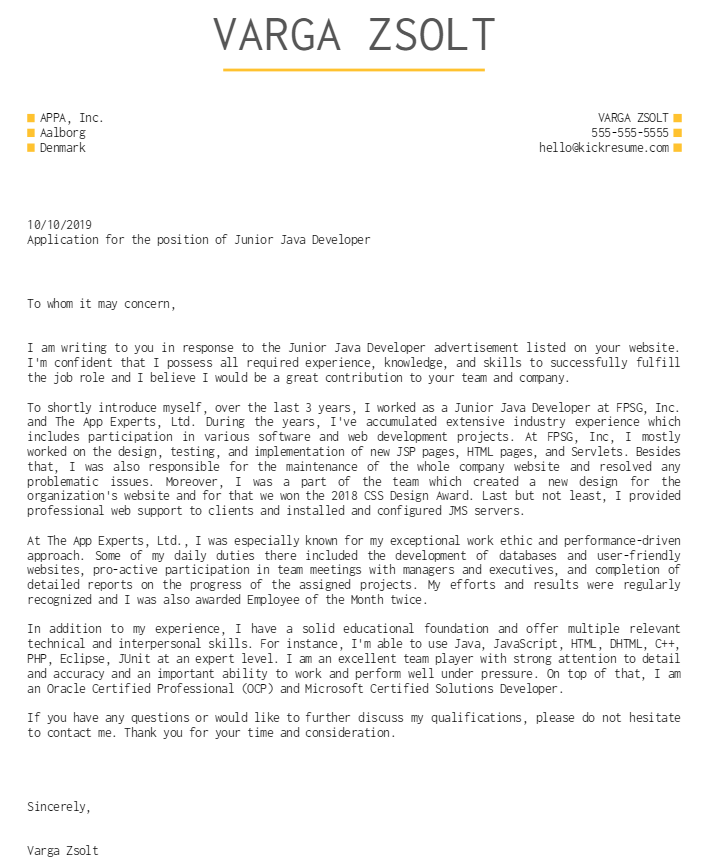 VARGA ZSOLT
APPA, Inc.
Aalborg
Denmark
VARGA ZSOLT
555-555-5555
hello@kickresume.com
10/10/2019
Application for the position of Junior Java Developer
To whom it may concern,
I am writing to you in response to the Junior Java Developer advertisement listed on your website.
I'm confident that I possess all required experience, knowledge, and skills to successfully fulfill
the job role and I believe I would be a great contribution to your team and company.
To shortly introduce myself, over the last 3 years, I worked as a Junior Java Developer at FPSG, Inc.
and The App Experts, Ltd. During the years, I've accumulated extensive industry experience which
includes participation in various software and web development projects. At FPSG, Inc, I mostly
worked on the design, testing, and implementation of new JSP pages, HTML pages, and Servlets. Besides
that, I was also responsible for the maintenance of the whole company website and resolved any
problematic issues. Moreover, I was a part of the team which created a new design for the
organization's website and for that we won the 2018 CSS Design Award. Last but not least, I provided
professional web support to clients and installed and configured JMS servers.
At The App Experts, Ltd., I was especially known for my exceptional work ethic and performance-driven
approach. Some of my daily duties there included the development of databases and user-friendly
websites, pro-active participation in team meetings with managers and executives, and completion of
detailed reports on the progress of the assigned projects. My efforts and results were regularly
recognized and I was also awarded Employee of the Month twice.
In addition to my experience, I have a solid educational foundation and offer multiple relevant
technical and interpersonal skills. For instance, I'm able to use Java, JavaScript, HTML, DHTML, C++,
PHP, Eclipse, JUnit at an expert level. I am an excellent team player with strong attention to detail
and accuracy and an important ability to work and perform well under pressure. On top of that, I am
an Oracle Certified Professional (OCP) and Microsoft Certified Solutions Developer.
If you have any questions or would like to further discuss my qualifications, please do not hesitate
to contact me. Thank you for your time and consideration.
Sincerely,
Varga Zsolt